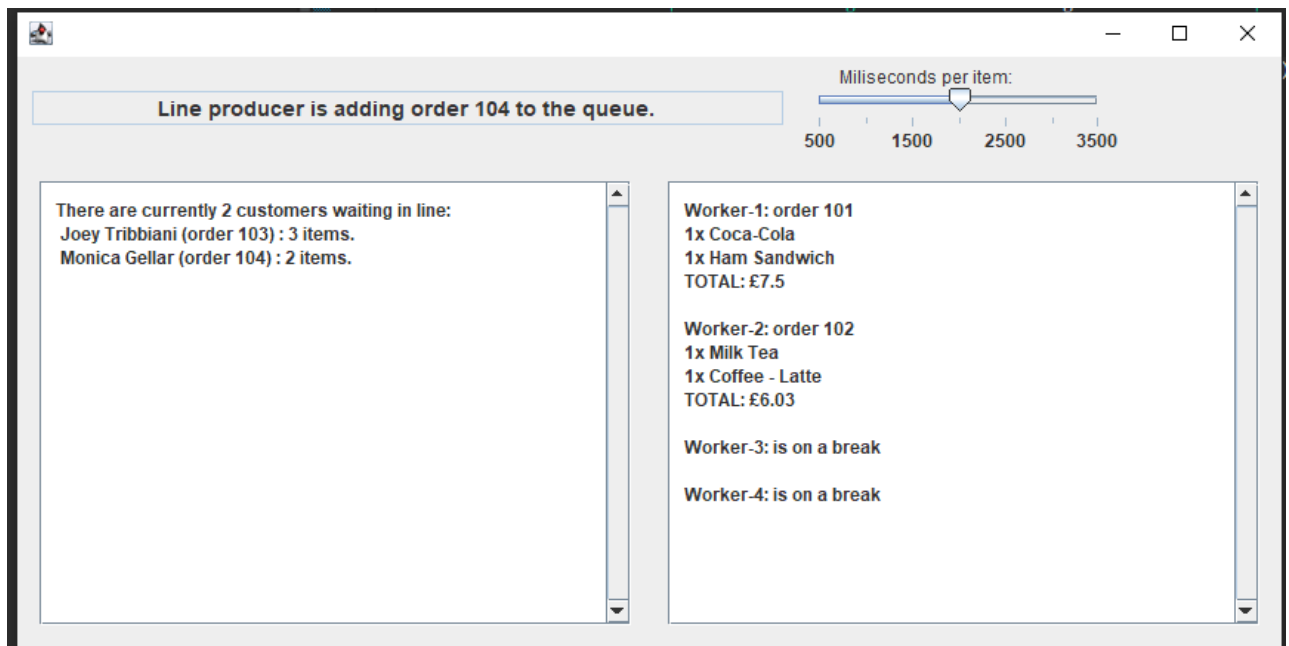 Miliseconds per item:
Line producer is adding order 104 to the queue.
500 1500 2500 3500
There are currently 2 customers waiting in line:
Joey Tribbiani (order 103) : 3 items.
Monica Gellar (order 104) : 2 items.
Worker-1: order 101
1x Coca-Cola
1x Ham Sandwich
TOTAL: £7.5
Worker-2: order 102
1x Milk Tea
1x Coffee - Latte
TOTAL: £6.03
Worker-3: is on a break
Worker-4: is on a break